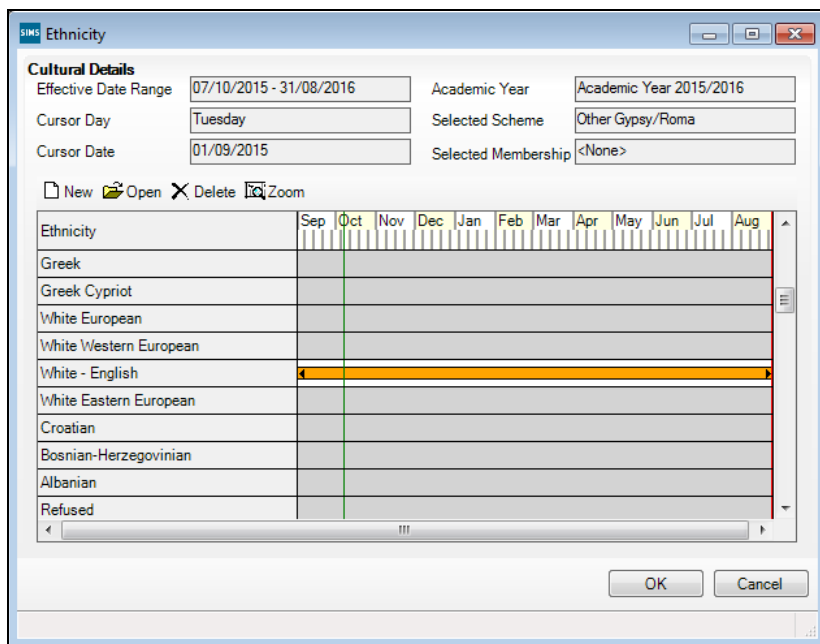 SIMS Ethnicity
Cultural Details
Effective Date Range 07/10/2015 - 31/08/2016 Academic Year Academic Year 2015/2016
Cursor Day Tuesday Selected Scheme Other Gypsy/Roma
Cursor Date 01/09/2015 Selected Membership <None>
New Open Delete Zoom
Ethnicity Sep Oct Nov Dec Jan Feb Mar Apr May Jun Jul Aug
Greek
Greek Cypriot
White European
White Western European
White - English
White Eastern European
Croatian
Bosnian-Herzegovinian
Albanian
Refused
OK Cancel